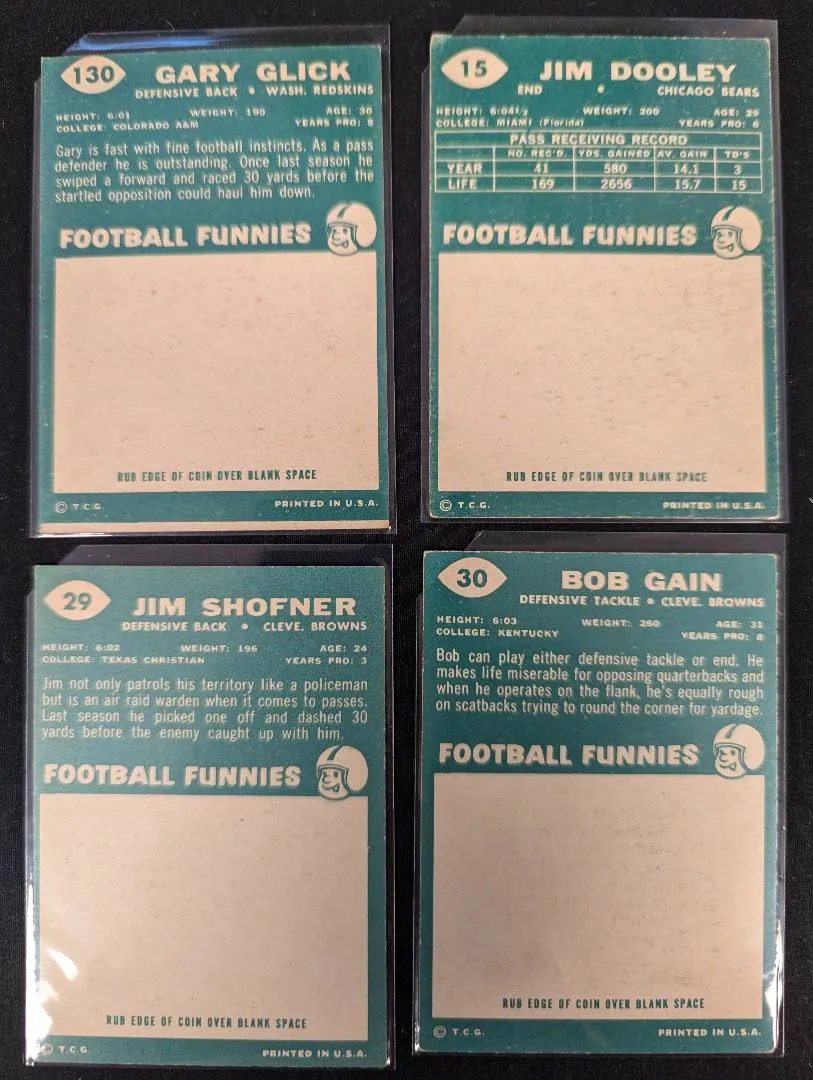 130 GARY GLICK
DEFENSIVE BACK • WASH. REDSKINS
HEIGHT: 6:01 WEIGHT: 190 AGE: 30
COLLEGE: COLORADO A&M YEARS PRO: 5
Gary is fast with fine football instincts. As a pass
defender he is outstanding. Once last season he
swiped a forward and raced 30 yards before the
startled opposition could haul him down.
FOOTBALL FUNNIES
RUB EDGE OF COIN OVER BLANK SPACE
© T.C.G. PRINTED IN U.S.A.
15 JIM DOOLEY
END • CHICAGO BEARS
HEIGHT: 6:04½ WEIGHT: 200 AGE: 29
COLLEGE: MIAMI (Florida) YEARS PRO: 6
PASS RECEIVING RECORD
NO. REC'D. YDS. GAINED AV. GAIN TD'S
YEAR 41 580 14.1 3
LIFE 169 2656 15.7 15
FOOTBALL FUNNIES
RUB EDGE OF COIN OVER BLANK SPACE
© T.C.G. PRINTED IN U.S.A.
29 JIM SHOFNER
DEFENSIVE BACK • CLEVE. BROWNS
HEIGHT: 6:02 WEIGHT: 196 AGE: 24
COLLEGE: TEXAS CHRISTIAN YEARS PRO: 3
Jim not only patrols his territory like a policeman
but is an air raid warden when it comes to passes.
Last season he picked one off and dashed 30
yards before the enemy caught up with him.
FOOTBALL FUNNIES
RUB EDGE OF COIN OVER BLANK SPACE
© T.C.G. PRINTED IN U.S.A.
30 BOB GAIN
DEFENSIVE TACKLE • CLEVE. BROWNS
HEIGHT: 6:03 WEIGHT: 260 AGE: 31
COLLEGE: KENTUCKY YEARS PRO: 8
Bob can play either defensive tackle or end. He
makes life miserable for opposing quarterbacks and
when he operates on the flank, he's equally rough
on scatbacks trying to round the corner for yardage.
FOOTBALL FUNNIES
RUB EDGE OF COIN OVER BLANK SPACE
© T.C.G. PRINTED IN U.S.A.